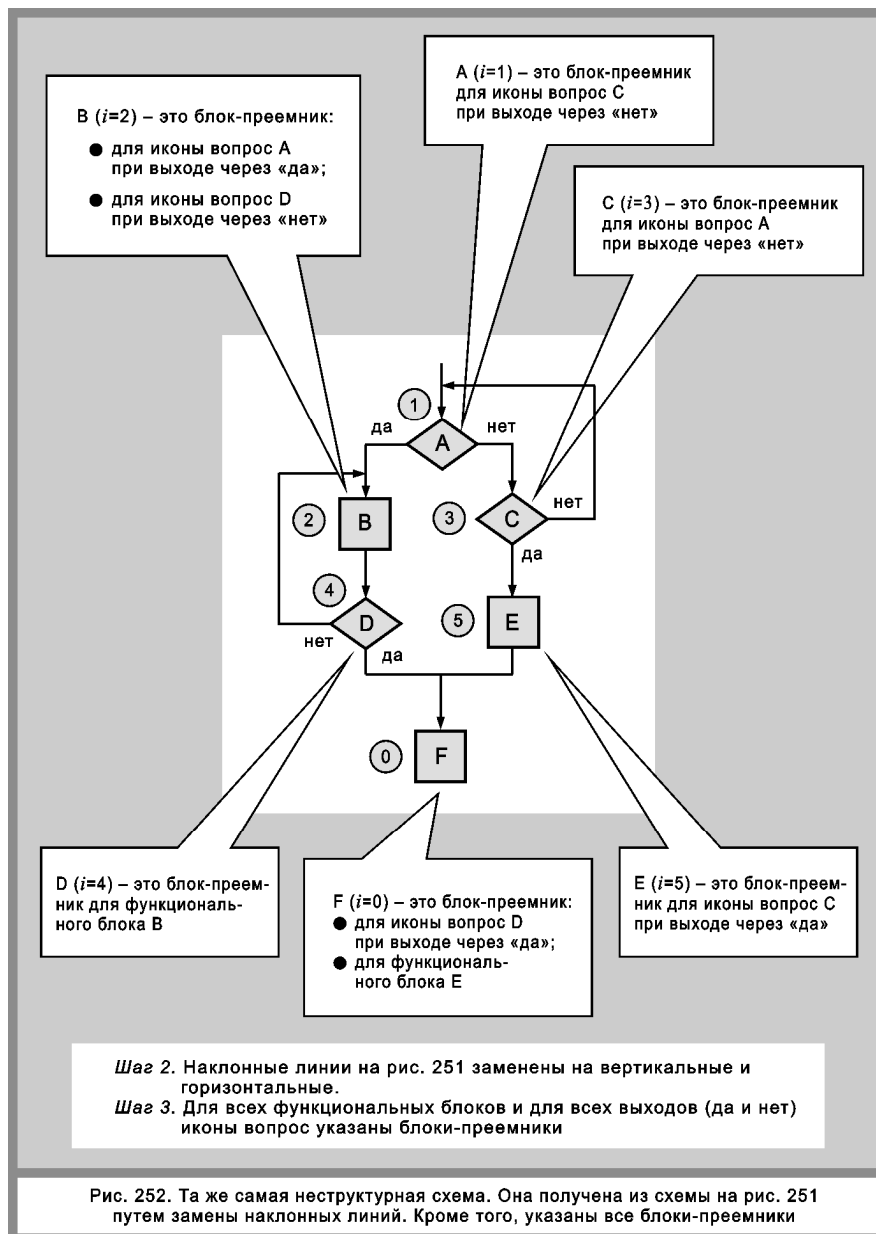 A (i=1) – это блок-преемник
для иконы вопрос C
при выходе через «нет»
B (i=2) – это блок-преемник:
● для иконы вопрос A
при выходе через «да»;
● для иконы вопрос D
при выходе через «нет»
C (i=3) – это блок-преемник
для иконы вопрос A
при выходе через «нет»
1
да
нет
A
2
B
3
C
нет
да
4
D
нет
да
5
E
0
F
D (i=4) – это блок-преем-
ник для функциональ-
ного блока B
F (i=0) – это блок-преемник:
● для иконы вопрос D
при выходе через «да»;
● для функциональ-
ного блока E
E (i=5) – это блок-преем-
ник для иконы вопрос C
при выходе через «да»
Шаг 2. Наклонные линии на рис. 251 заменены на вертикальные и
горизонтальные.
Шаг 3. Для всех функциональных блоков и для всех выходов (да и нет)
иконы вопрос указаны блоки-преемники
Рис. 252. Та же самая неструктурная схема. Она получена из схемы на рис. 251
путем замены наклонных линий. Кроме того, указаны все блоки-преемники